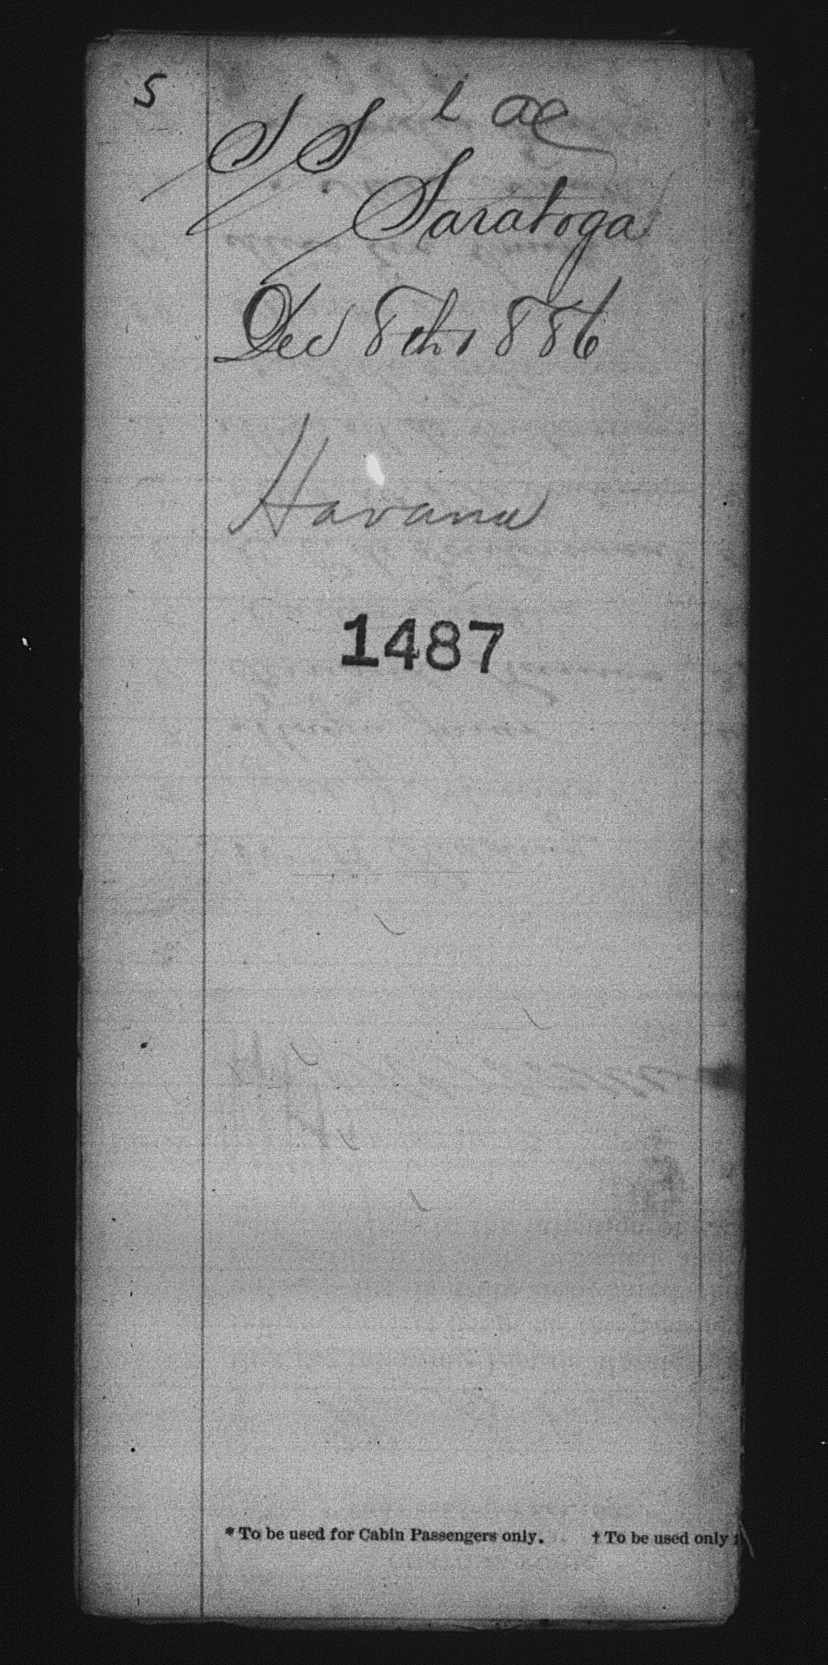 5
SS
Saratoga
Dec 8th 1886
Havana
1487
* To be used for Cabin Passengers only. † To be used only